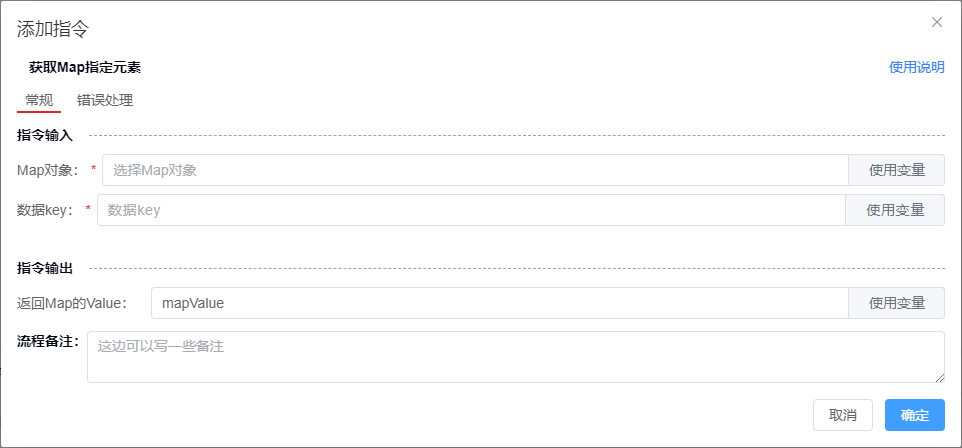 添加指令
获取Map指定元素 使用说明
常规 错误处理
指令输入
Map对象： * 选择Map对象 使用变量
数据key： * 数据key 使用变量
指令输出
返回Map的Value： mapValue 使用变量
流程备注： 这边可以写一些备注
取消 确定